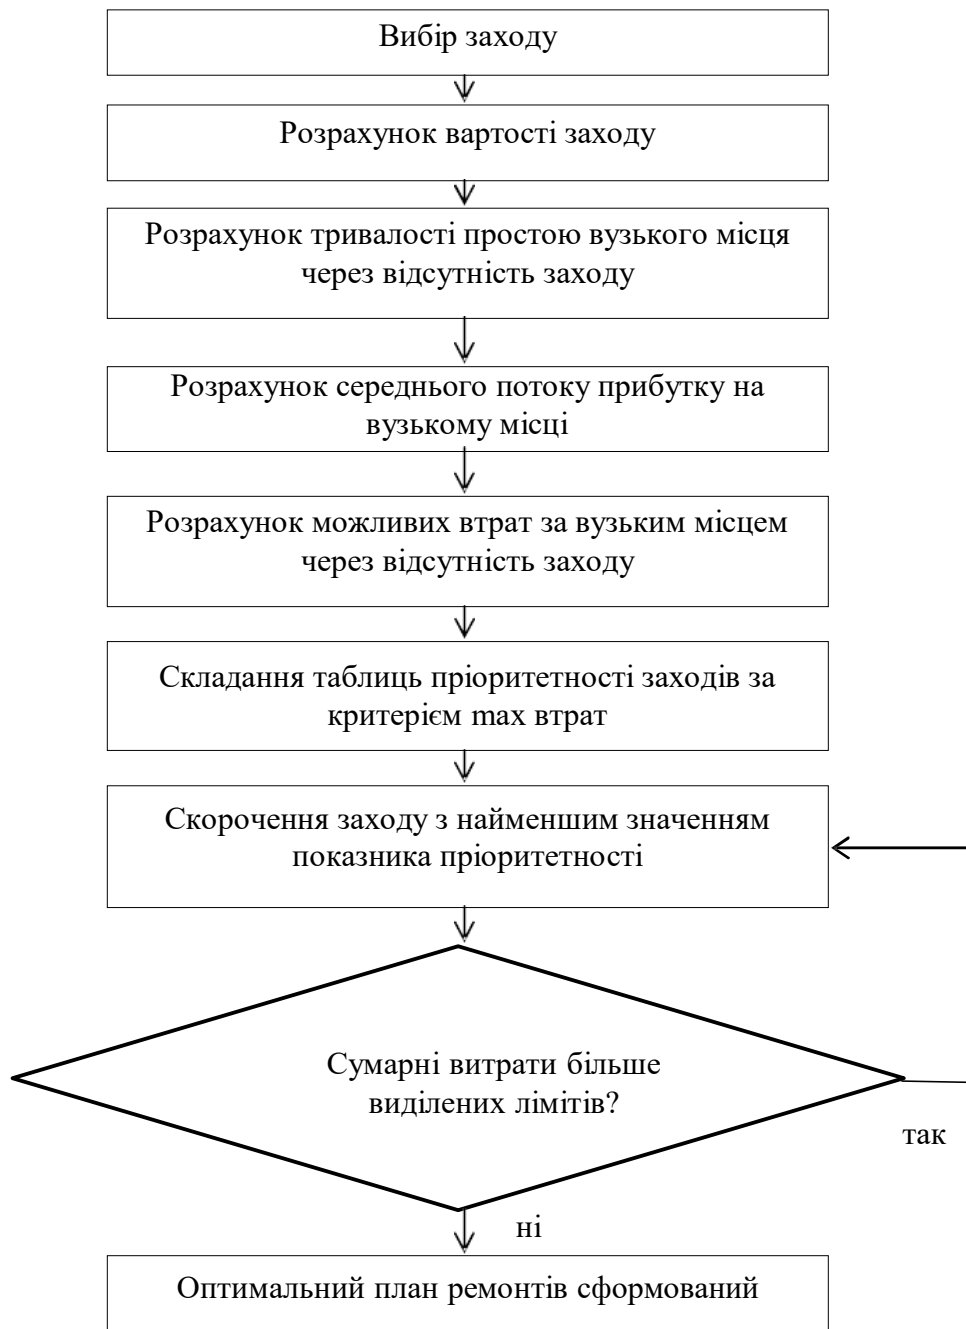 Вибір заходу
Розрахунок вартості заходу
Розрахунок тривалості простою вузького місця
через відсутність заходу
Розрахунок середнього потоку прибутку на
вузькому місці
Розрахунок можливих втрат за вузьким місцем
через відсутність заходу
Складання таблиць пріоритетності заходів за
критерієм max втрат
Скорочення заходу з найменшим значенням
показника пріоритетності
Сумарні витрати більше
виділених лімітів?
так
ні
Оптимальний план ремонтів сформований